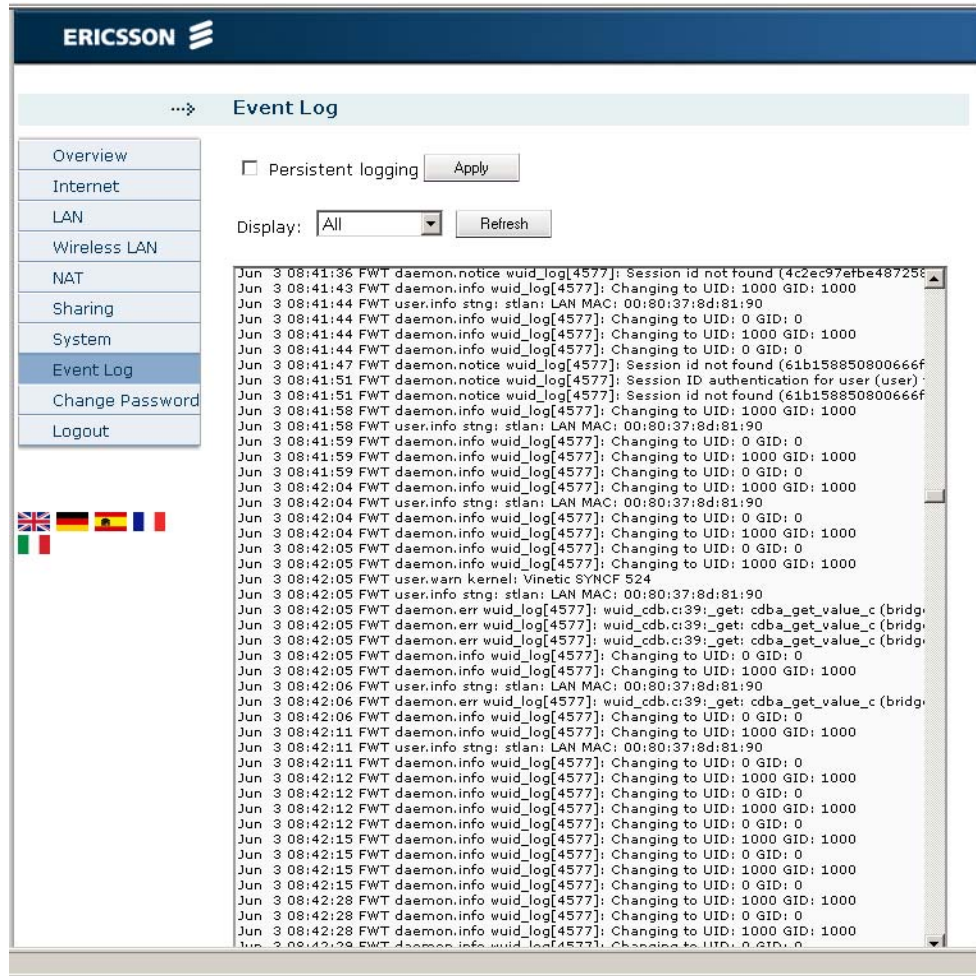 ERICSSON
Event Log
Overview
Internet
LAN
Wireless LAN
NAT
Sharing
System
Event Log
Change Password
Logout
Persistent logging Apply
Display: All Refresh
Jun 3 08:41:36 FWT daemon.notice wuid_log[4577]: Session id not found (4c2ec97efbe487258
Jun 3 08:41:43 FWT daemon.info wuid_log[4577]: Changing to UID: 1000 GID: 1000
Jun 3 08:41:44 FWT user.info stng: stlan: LAN MAC: 00:80:37:8d:81:90
Jun 3 08:41:44 FWT daemon.info wuid_log[4577]: Changing to UID: 0 GID: 0
Jun 3 08:41:44 FWT daemon.info wuid_log[4577]: Changing to UID: 1000 GID: 1000
Jun 3 08:41:44 FWT daemon.info wuid_log[4577]: Changing to UID: 0 GID: 0
Jun 3 08:41:47 FWT daemon.notice wuid_log[4577]: Session id not found (61b158850800666f
Jun 3 08:41:51 FWT daemon.notice wuid_log[4577]: Session ID authentication for user (user)
Jun 3 08:41:51 FWT daemon.notice wuid_log[4577]: Session id not found (61b158850800666f
Jun 3 08:41:58 FWT daemon.info wuid_log[4577]: Changing to UID: 1000 GID: 1000
Jun 3 08:41:58 FWT user.info stng: stlan: LAN MAC: 00:80:37:8d:81:90
Jun 3 08:41:59 FWT daemon.info wuid_log[4577]: Changing to UID: 0 GID: 0
Jun 3 08:41:59 FWT daemon.info wuid_log[4577]: Changing to UID: 1000 GID: 1000
Jun 3 08:41:59 FWT daemon.info wuid_log[4577]: Changing to UID: 0 GID: 0
Jun 3 08:42:04 FWT daemon.info wuid_log[4577]: Changing to UID: 1000 GID: 1000
Jun 3 08:42:04 FWT user.info stng: stlan: LAN MAC: 00:80:37:8d:81:90
Jun 3 08:42:04 FWT daemon.info wuid_log[4577]: Changing to UID: 0 GID: 0
Jun 3 08:42:04 FWT daemon.info wuid_log[4577]: Changing to UID: 1000 GID: 1000
Jun 3 08:42:05 FWT daemon.info wuid_log[4577]: Changing to UID: 0 GID: 0
Jun 3 08:42:05 FWT daemon.info wuid_log[4577]: Changing to UID: 1000 GID: 1000
Jun 3 08:42:05 FWT user.warn kernel: Vinetic SYNCF 524
Jun 3 08:42:05 FWT user.info stng: stlan: LAN MAC: 00:80:37:8d:81:90
Jun 3 08:42:05 FWT daemon.err wuid_log[4577]: wuid_cdb.c:39:_get: cdba_get_value_c (bridg
Jun 3 08:42:05 FWT daemon.err wuid_log[4577]: wuid_cdb.c:39:_get: cdba_get_value_c (bridg
Jun 3 08:42:05 FWT daemon.err wuid_log[4577]: wuid_cdb.c:39:_get: cdba_get_value_c (bridg
Jun 3 08:42:05 FWT daemon.info wuid_log[4577]: Changing to UID: 0 GID: 0
Jun 3 08:42:05 FWT daemon.info wuid_log[4577]: Changing to UID: 1000 GID: 1000
Jun 3 08:42:06 FWT user.info stng: stlan: LAN MAC: 00:80:37:8d:81:90
Jun 3 08:42:06 FWT daemon.err wuid_log[4577]: wuid_cdb.c:39:_get: cdba_get_value_c (bridg
Jun 3 08:42:06 FWT daemon.info wuid_log[4577]: Changing to UID: 0 GID: 0
Jun 3 08:42:11 FWT daemon.info wuid_log[4577]: Changing to UID: 1000 GID: 1000
Jun 3 08:42:11 FWT user.info stng: stlan: LAN MAC: 00:80:37:8d:81:90
Jun 3 08:42:11 FWT daemon.info wuid_log[4577]: Changing to UID: 0 GID: 0
Jun 3 08:42:12 FWT daemon.info wuid_log[4577]: Changing to UID: 1000 GID: 1000
Jun 3 08:42:12 FWT daemon.info wuid_log[4577]: Changing to UID: 0 GID: 0
Jun 3 08:42:12 FWT daemon.info wuid_log[4577]: Changing to UID: 1000 GID: 1000
Jun 3 08:42:12 FWT daemon.info wuid_log[4577]: Changing to UID: 0 GID: 0
Jun 3 08:42:15 FWT daemon.info wuid_log[4577]: Changing to UID: 1000 GID: 1000
Jun 3 08:42:15 FWT daemon.info wuid_log[4577]: Changing to UID: 0 GID: 0
Jun 3 08:42:15 FWT daemon.info wuid_log[4577]: Changing to UID: 1000 GID: 1000
Jun 3 08:42:15 FWT daemon.info wuid_log[4577]: Changing to UID: 0 GID: 0
Jun 3 08:42:28 FWT daemon.info wuid_log[4577]: Changing to UID: 1000 GID: 1000
Jun 3 08:42:28 FWT daemon.info wuid_log[4577]: Changing to UID: 0 GID: 0
Jun 3 08:42:28 FWT daemon.info wuid_log[4577]: Changing to UID: 1000 GID: 1000
Jun 3 08:42:29 FWT daemon.info wuid_log[4577]: Changing to UID: 0 GID: 0